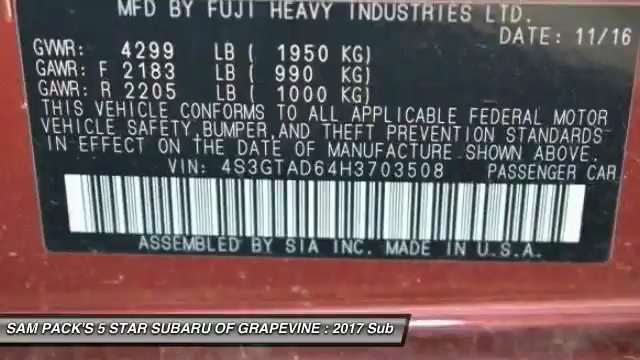 MFD BY FUJI HEAVY INDUSTRIES LTD.
DATE: 11/16
GVWR: 4299 LB ( 1950 KG)
GAWR: F 2183 LB ( 990 KG)
GAWR: R 2205 LB ( 1000 KG)
THIS VEHICLE CONFORMS TO ALL APPLICABLE FEDERAL MOTOR
VEHICLE SAFETY,BUMPER,AND THEFT PREVENTION STANDARDS
IN EFFECT ON THE DATE OF MANUFACTURE SHOWN ABOVE.
VIN: 4S3GTAD64H3703508 PASSENGER CAR
ASSEMBLED BY SIA INC. MADE IN U.S.A.
SAM PACK'S 5 STAR SUBARU OF GRAPEVINE : 2017 Sub